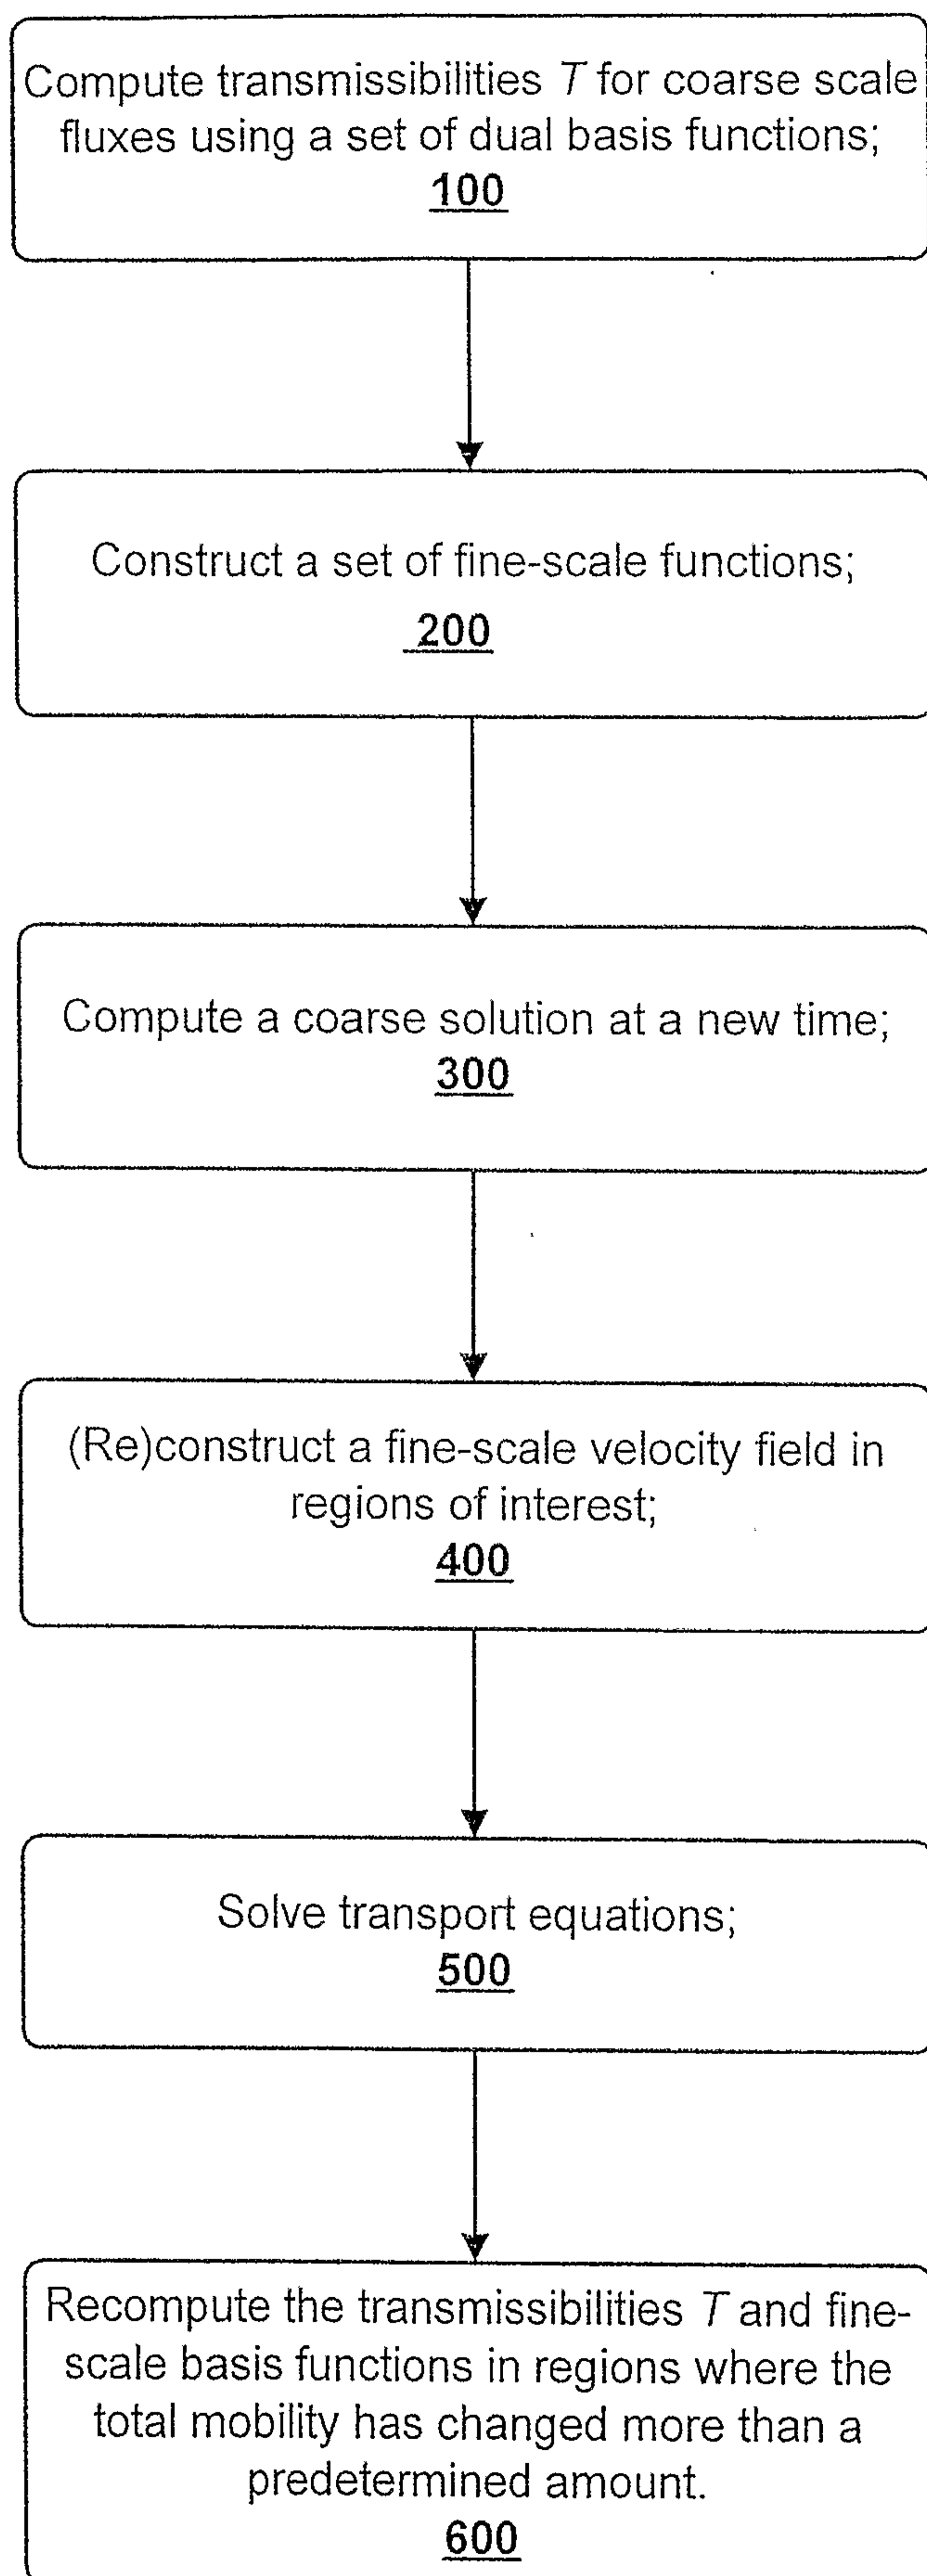 Compute transmissibilities T for coarse scale
fluxes using a set of dual basis functions;
100
Construct a set of fine-scale functions;
200
Compute a coarse solution at a new time;
300
(Re)construct a fine-scale velocity field in
regions of interest;
400
Solve transport equations;
500
Recompute the transmissibilities T and fine-
scale basis functions in regions where the
total mobility has changed more than a
predetermined amount.
600